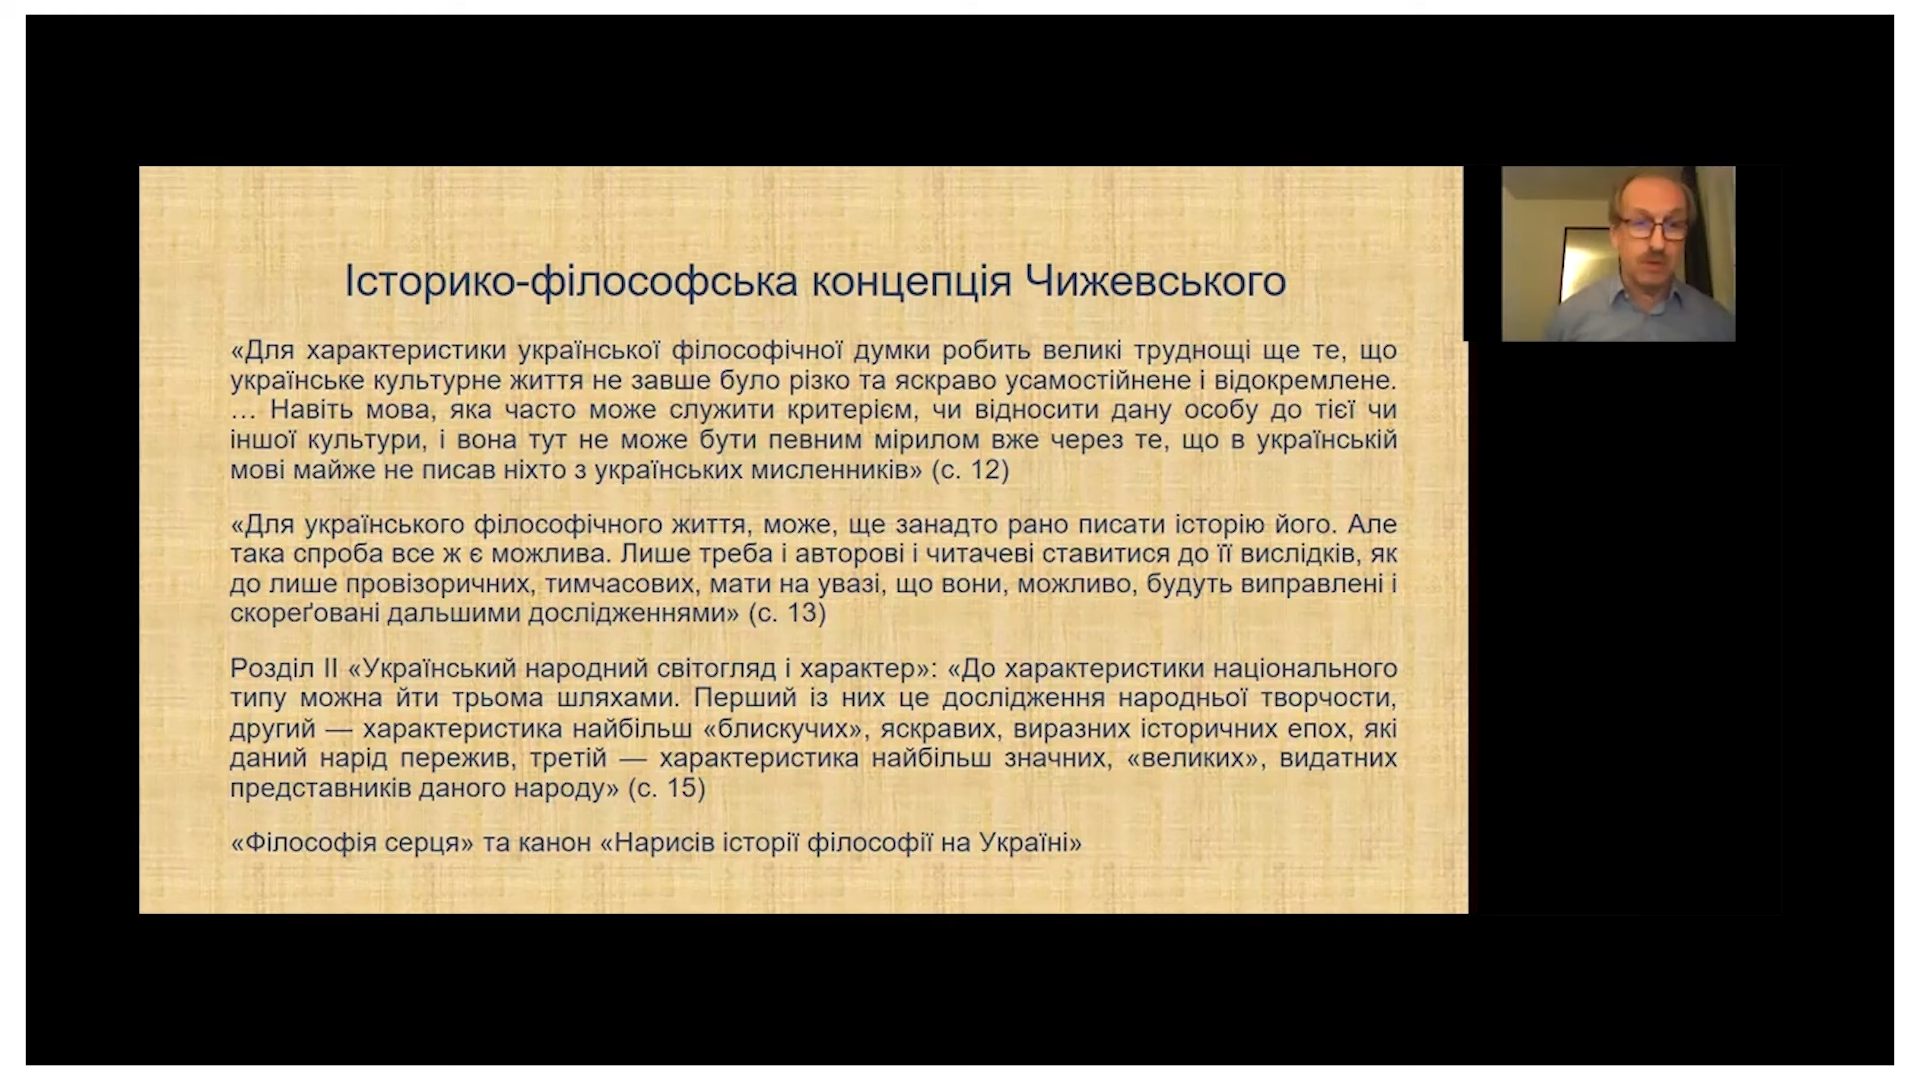 Історико-філософська концепція Чижевського
«Для характеристики української філософічної думки робить великі труднощі ще те, що
українське культурне життя не завше було різко та яскраво усамостійнене і відокремлене.
… Навіть мова, яка часто може служити критерієм, чи відносити дану особу до тієї чи
іншої культури, і вона тут не може бути певним мірилом вже через те, що в українській
мові майже не писав ніхто з українських мисленників» (с. 12)
«Для українського філософічного життя, може, ще занадто рано писати історію його. Але
така спроба все ж є можлива. Лише треба і авторові і читачеві ставитися до її вислідків, як
до лише провізоричних, тимчасових, мати на увазі, що вони, можливо, будуть виправлені і
скореґовані дальшими дослідженнями» (с. 13)
Розділ II «Український народний світогляд і характер»: «До характеристики національного
типу можна йти трьома шляхами. Перший із них це дослідження народньої творчости,
другий — характеристика найбільш «блискучих», яскравих, виразних історичних епох, які
даний нарід пережив, третій — характеристика найбільш значних, «великих», видатних
представників даного народу» (с. 15)
«Філософія серця» та канон «Нарисів історії філософії на Україні»